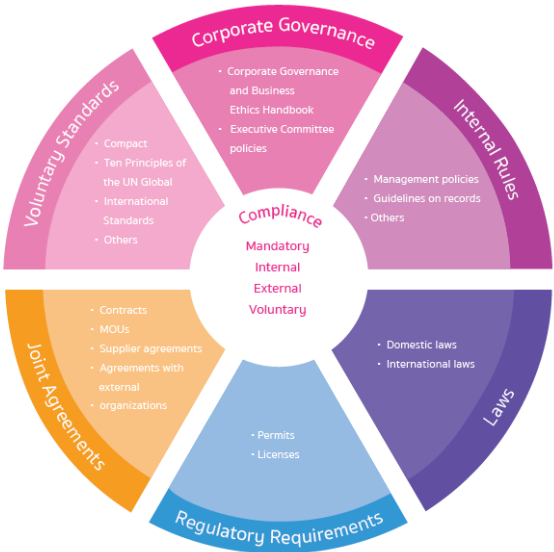 Corporate Governance
• Corporate Governance
and Business
Ethics Handbook
• Executive Committee
policies
Internal Rules
• Management policies
• Guidelines on records
• Others
Laws
• Domestic laws
• International laws
Regulatory Requirements
• Permits
• Licenses
Joint Agreements
• Contracts
• MOUs
• Supplier agreements
• Agreements with
external
• organizations
Voluntary Standards
• Compact
• Ten Principles of
the UN Global
• International
Standards
• Others
Compliance
Mandatory
Internal
External
Voluntary